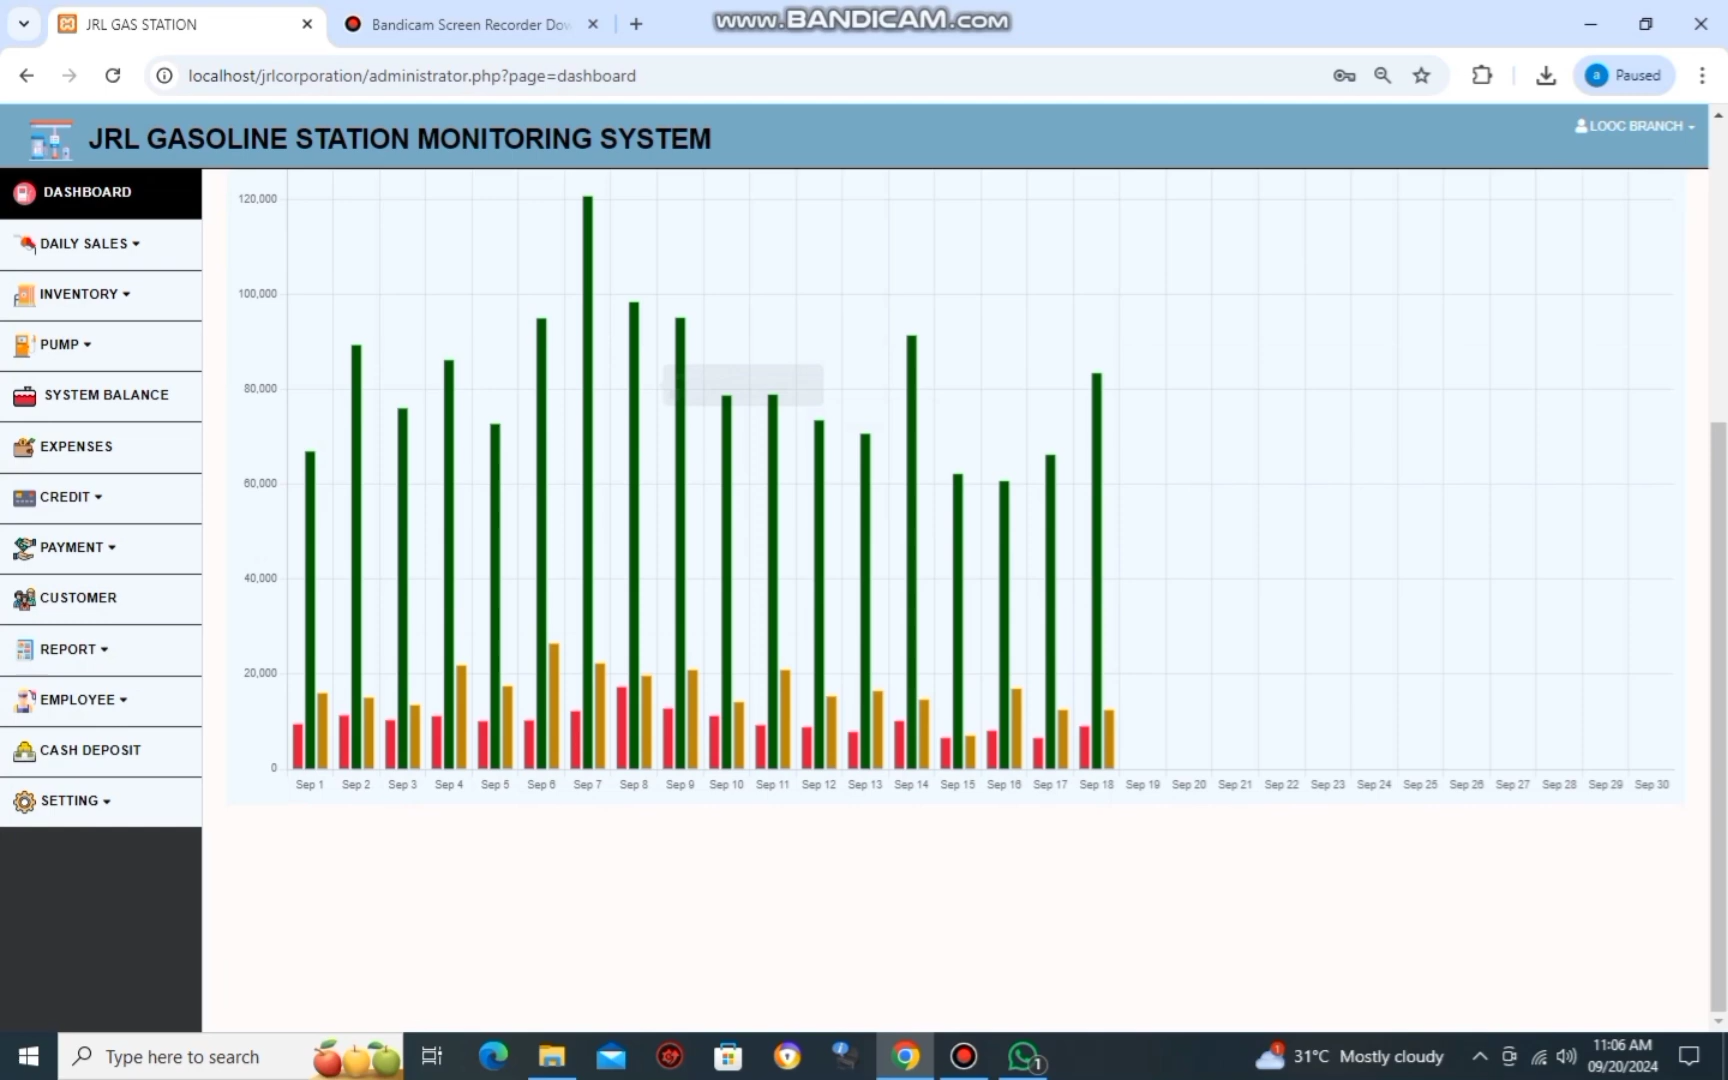 JRL GAS STATION
Bandicam Screen Recorder Dov
www.BANDICAM.com
localhost/jrlcorporation/administrator.php?page=dashboard
a Paused
JRL GASOLINE STATION MONITORING SYSTEM
LOOC BRANCH
DASHBOARD
DAILY SALES
INVENTORY
PUMP
SYSTEM BALANCE
EXPENSES
CREDIT
PAYMENT
CUSTOMER
REPORT
EMPLOYEE
CASH DEPOSIT
SETTING
120,000
100,000
80,000
60,000
40,000
20,000
0
Sep 1 Sep 2 Sep 3 Sep 4 Sep 5 Sep 6 Sep 7 Sep 8 Sep 9 Sep 10 Sep 11 Sep 12 Sep 13 Sep 14 Sep 15 Sep 16 Sep 17 Sep 18 Sep 19 Sep 20 Sep 21 Sep 22 Sep 23 Sep 24 Sep 25 Sep 26 Sep 27 Sep 28 Sep 29 Sep 30
Type here to search
1
1
31°C Mostly cloudy
11:06 AM
09/20/2024